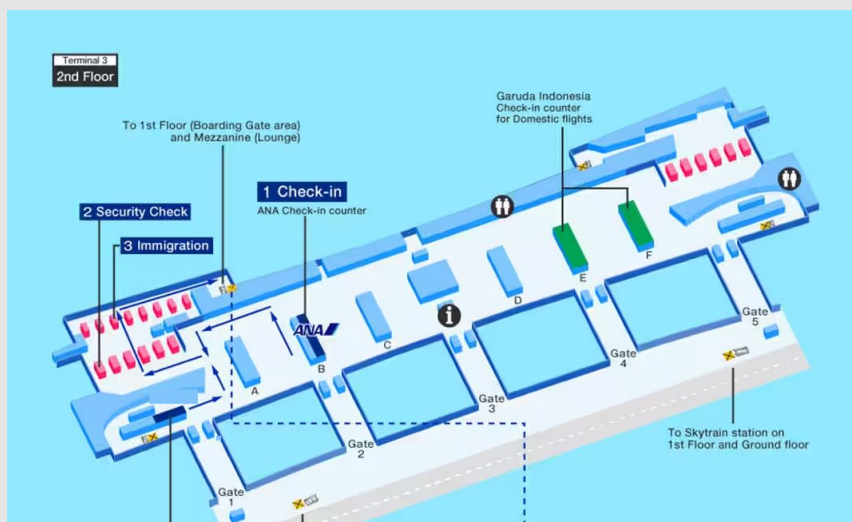 Terminal 3
2nd Floor
Garuda Indonesia
Check-in counter
for Domestic flights
To 1st Floor (Boarding Gate area)
and Mezzanine (Lounge)
1 Check-in
ANA Check-in counter
2 Security Check
3 Immigration
F
E
D
C
ANA
B
A
i
Gate
5
Gate
4
Gate
3
Gate
2
Gate
1
To Skytrain station on
1st Floor and Ground floor